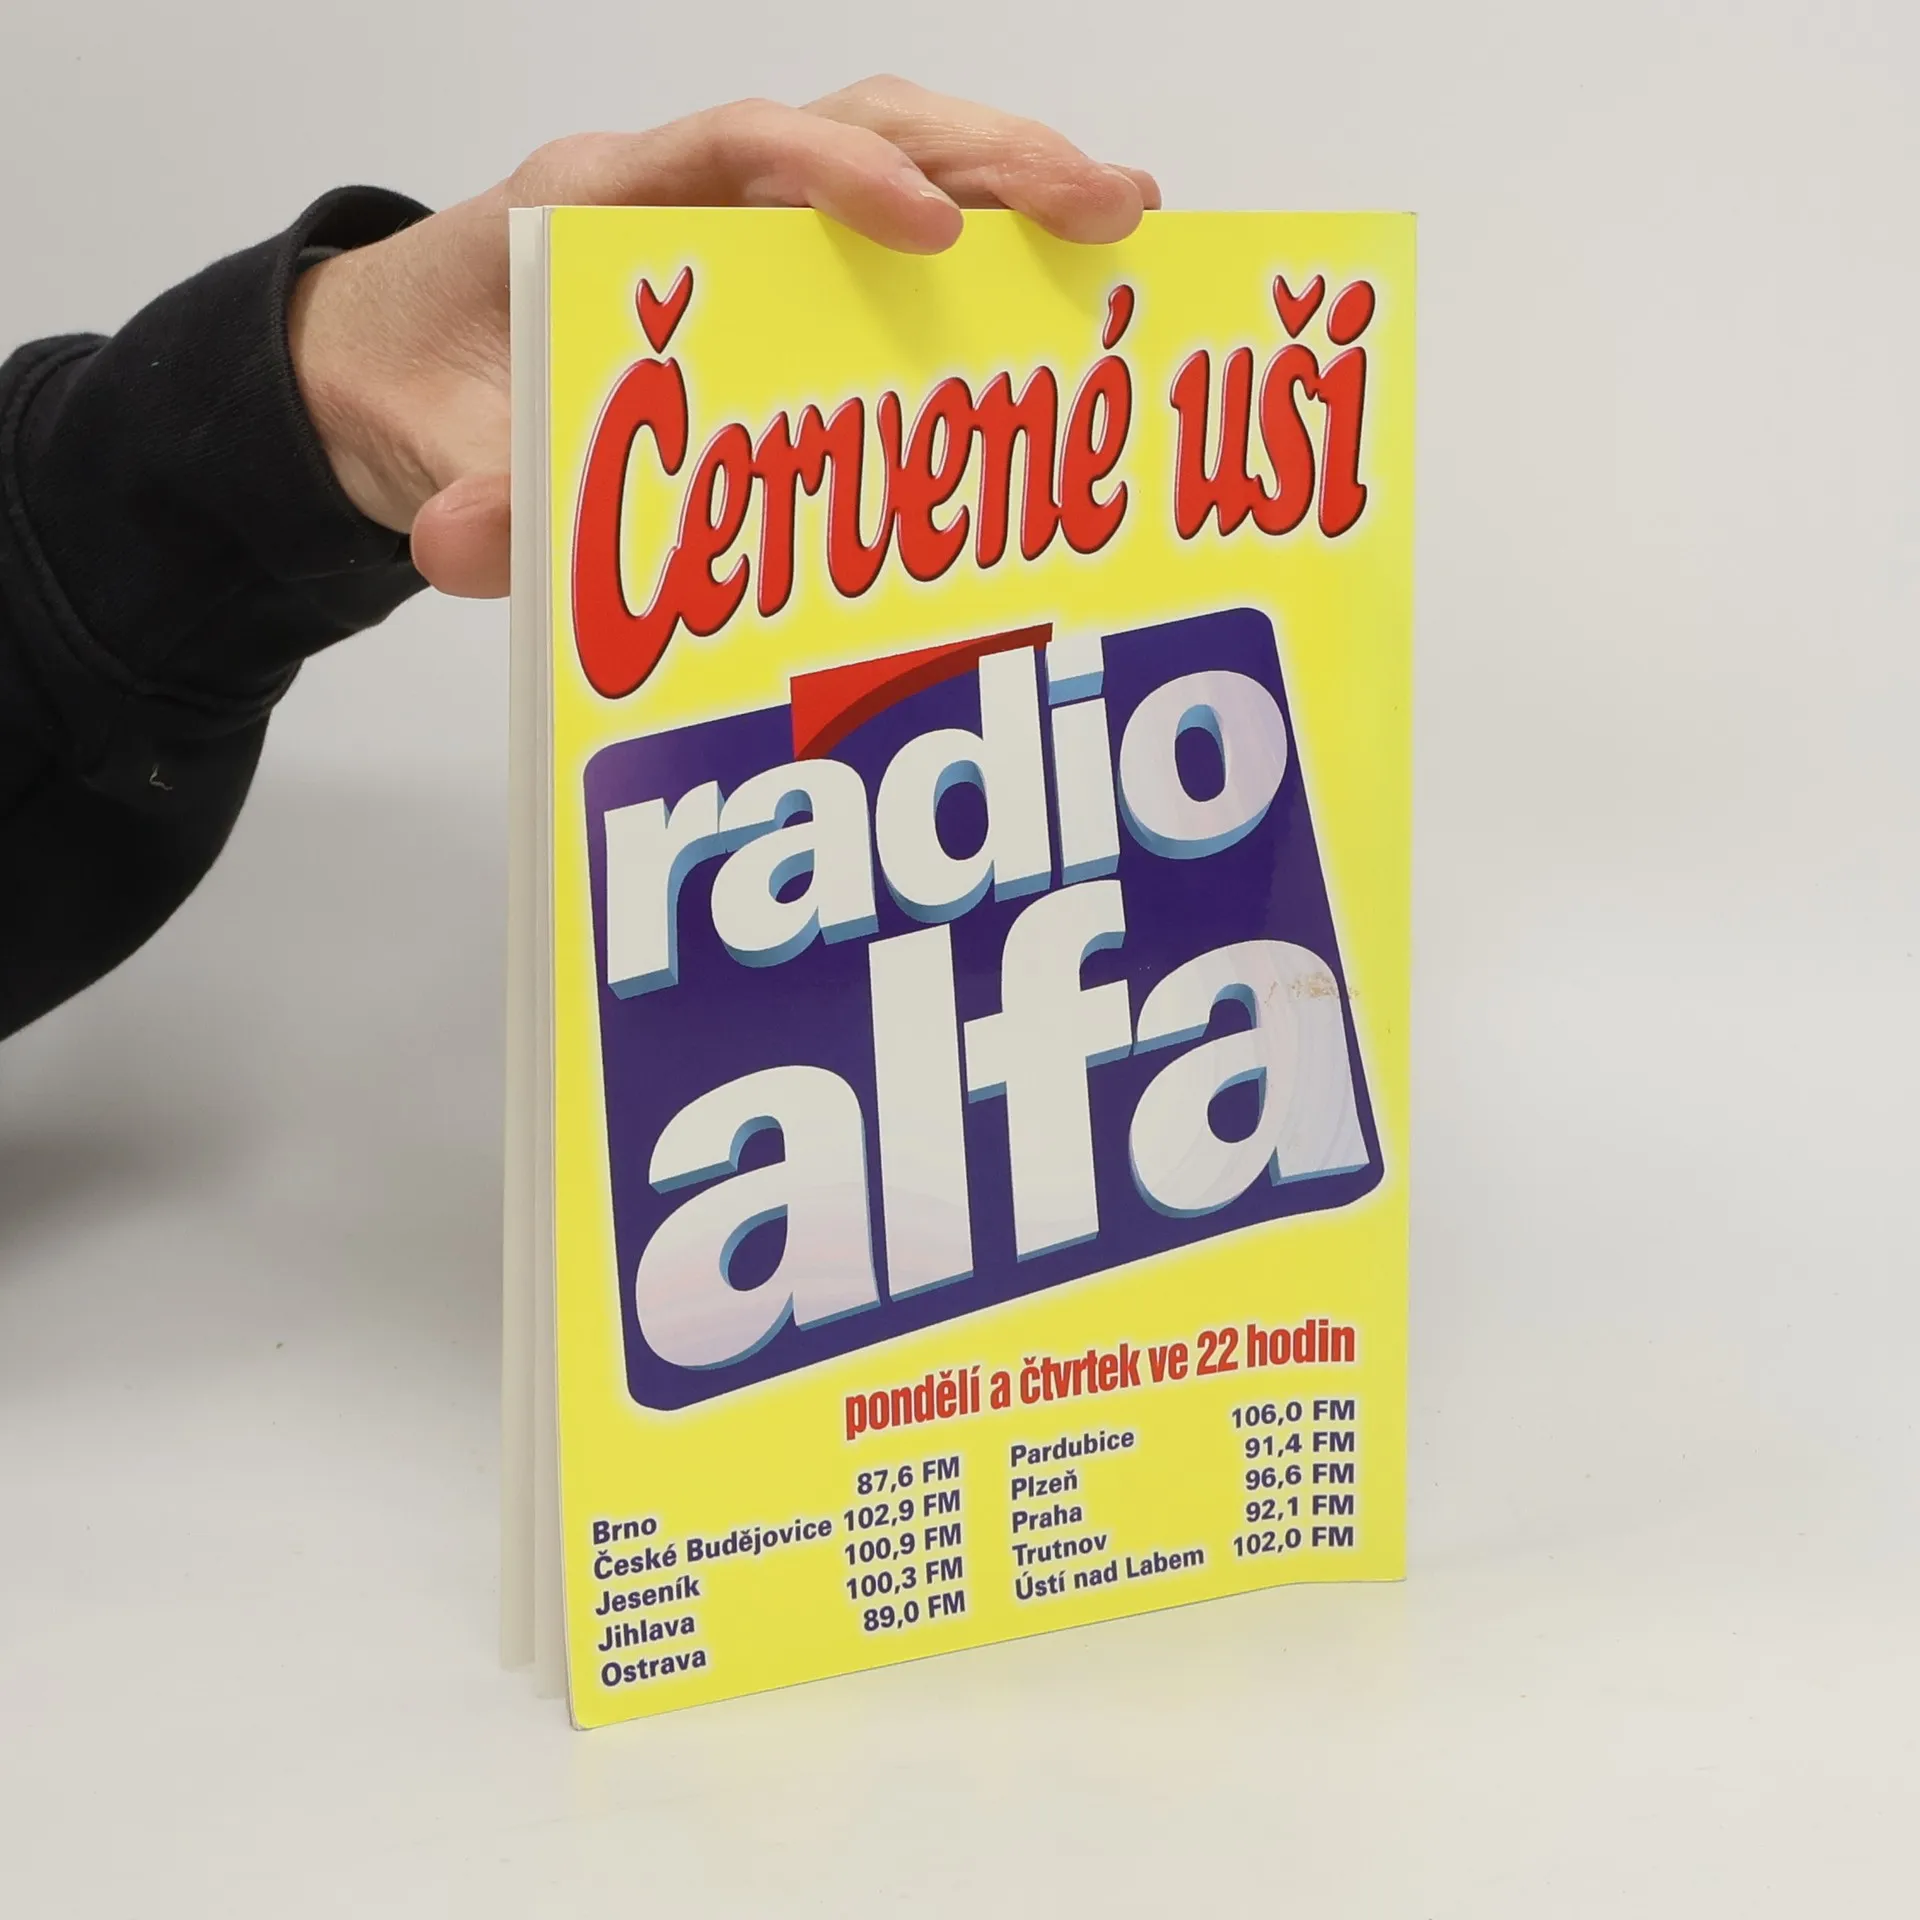 Červené uši
radio
alfa
pondělí a čtvrtek ve 22 hodin
Brno 87,6 FM
České Budějovice 102,9 FM
Jeseník 100,9 FM
Jihlava 100,3 FM
Ostrava 89,0 FM
Pardubice 106,0 FM
Plzeň 91,4 FM
Praha 96,6 FM
Trutnov 92,1 FM
Ústí nad Labem 102,0 FM